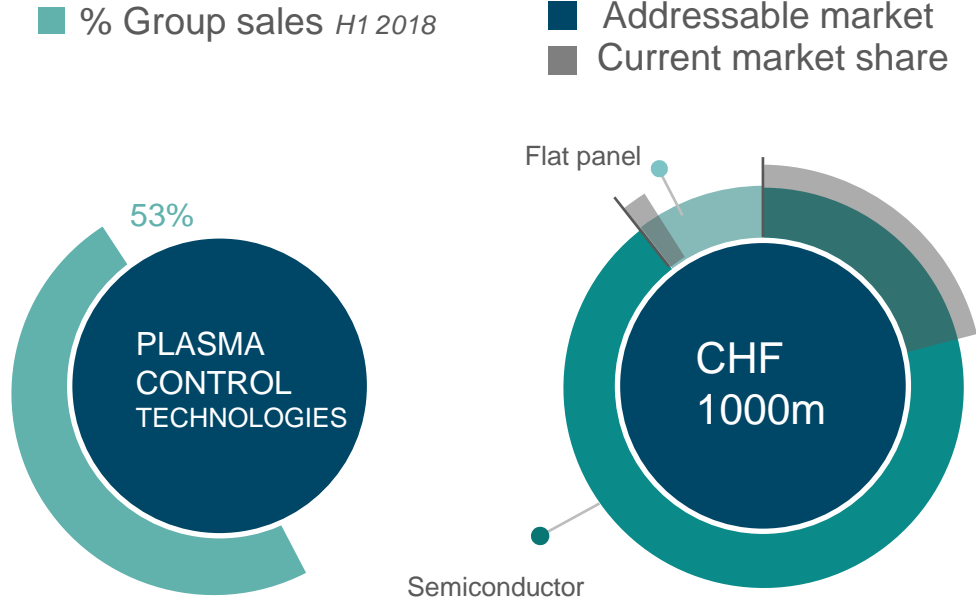 % Group sales H1 2018
Addressable market
Current market share
Flat panel
53%
PLASMA
CONTROL
TECHNOLOGIES
CHF
1000m
Semiconductor